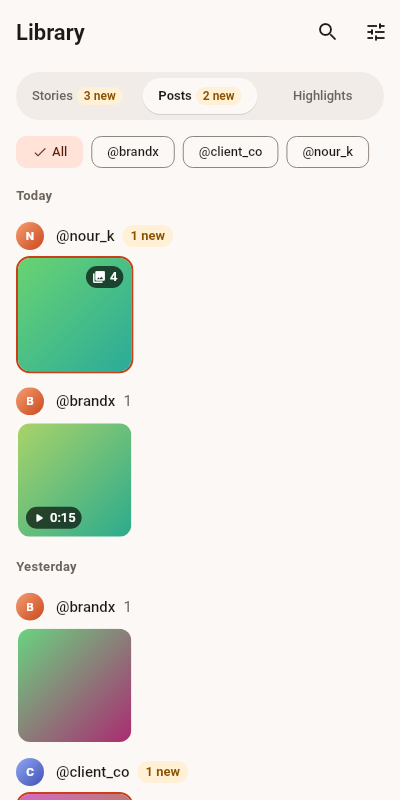 Library
Stories 3 new Posts 2 new Highlights
All @brandx @client_co @nour_k
Today
N @nour_k 1 new
4
B @brandx 1
0:15
Yesterday
B @brandx 1
C @client_co 1 new